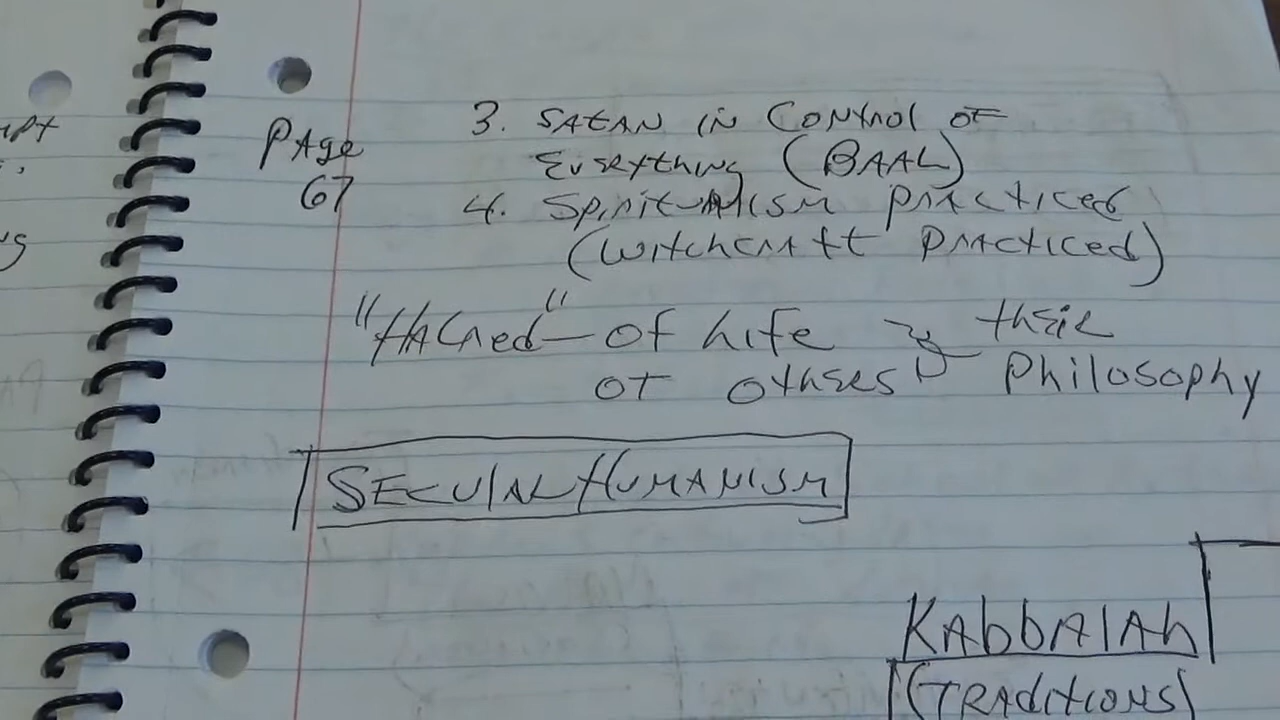 Page
67
3. Satan in Control of
Everything (BAAL)
4. Spiritualism practiced
(Witchcraft practiced)
"Hatred" - of Life
of others
their
Philosophy
Secular Humanism
Kabbalah
(Traditions)